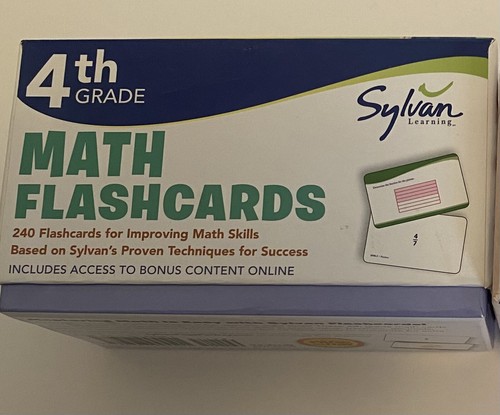 4th
GRADE
Sylvan
Learning™
MATH
FLASHCARDS
240 Flashcards for Improving Math Skills
Based on Sylvan's Proven Techniques for Success
INCLUDES ACCESS TO BONUS CONTENT ONLINE
4
7